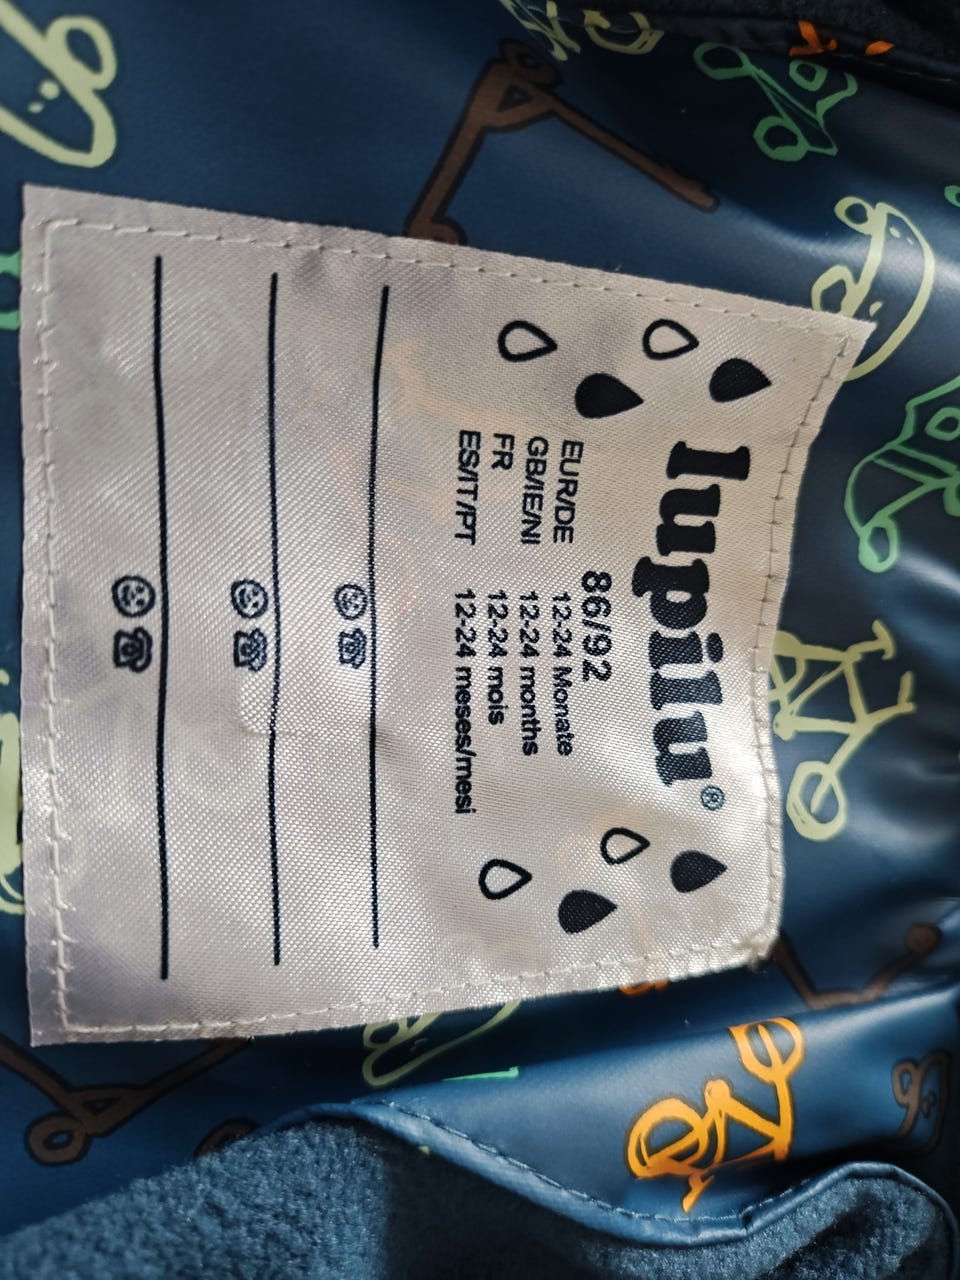 lupilu®
86/92
EUR/DE 12-24 Monate
GB/IE/NI 12-24 months
FR 12-24 mois
ES/IT/PT 12-24 meses/mesi